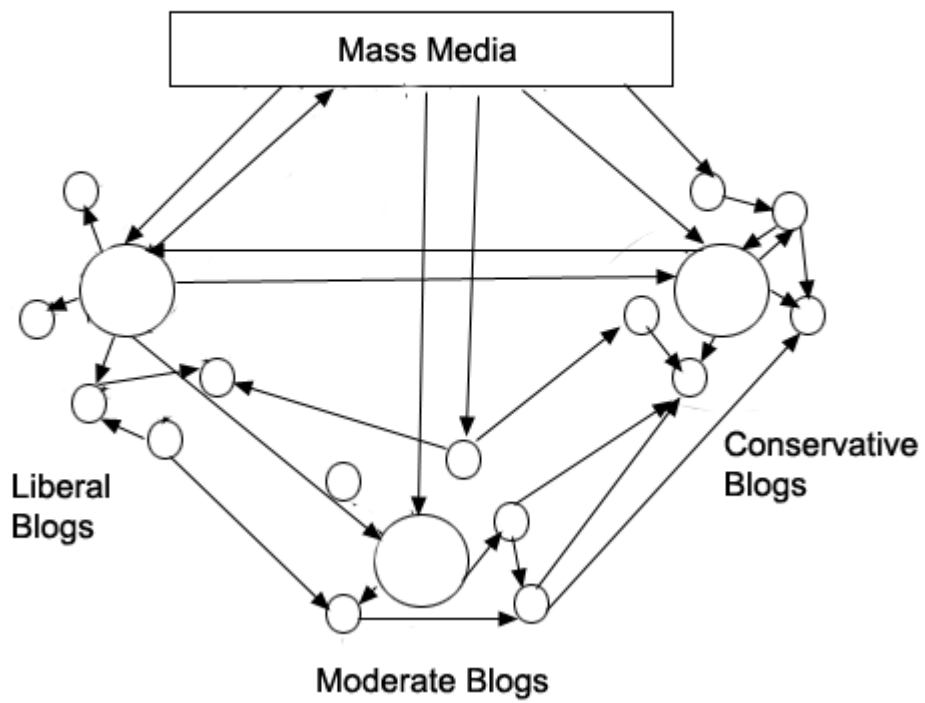 Mass Media
Conservative
Blogs
Liberal
Blogs
Moderate Blogs